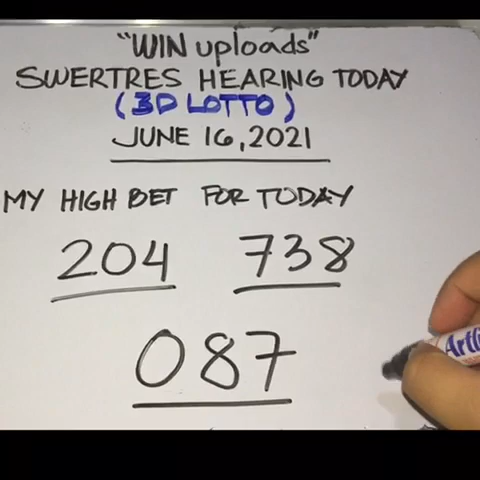 "WIN uploads"
SWERTRES HEARING TODAY
(3D LOTTO)
JUNE 16, 2021
MY HIGH BET FOR TODAY
204 738
087